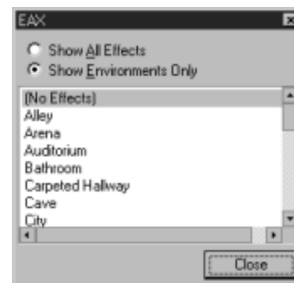 EAX
Show All Effects
Show Environments Only
(No Effects)
Alley
Arena
Auditorium
Bathroom
Carpeted Hallway
Cave
City
Close